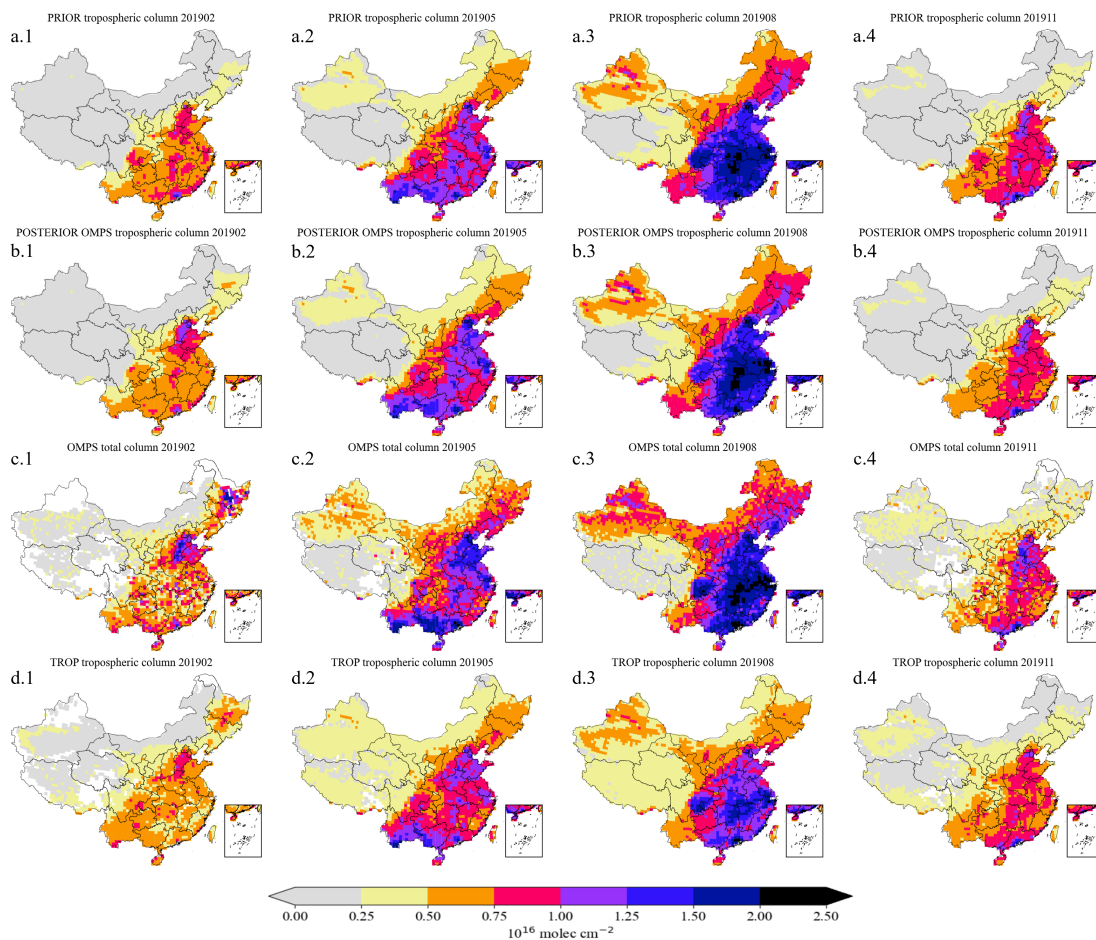 PRIOR tropospheric column 201902
PRIOR tropospheric column 201905
PRIOR tropospheric column 201908
PRIOR tropospheric column 201911
a.1
a.2
a.3
a.4
POSTERIOR OMPS tropospheric column 201902
POSTERIOR OMPS tropospheric column 201905
POSTERIOR OMPS tropospheric column 201908
POSTERIOR OMPS tropospheric column 201911
b.1
b.2
b.3
b.4
OMPS total column 201902
OMPS total column 201905
OMPS total column 201908
OMPS total column 201911
c.1
c.2
c.3
c.4
TROP tropospheric column 201902
TROP tropospheric column 201905
TROP tropospheric column 201908
TROP tropospheric column 201911
d.1
d.2
d.3
d.4
0.00 0.25 0.50 0.75 1.00 1.25 1.50 2.00 2.50
10¹⁶ molec cm⁻²